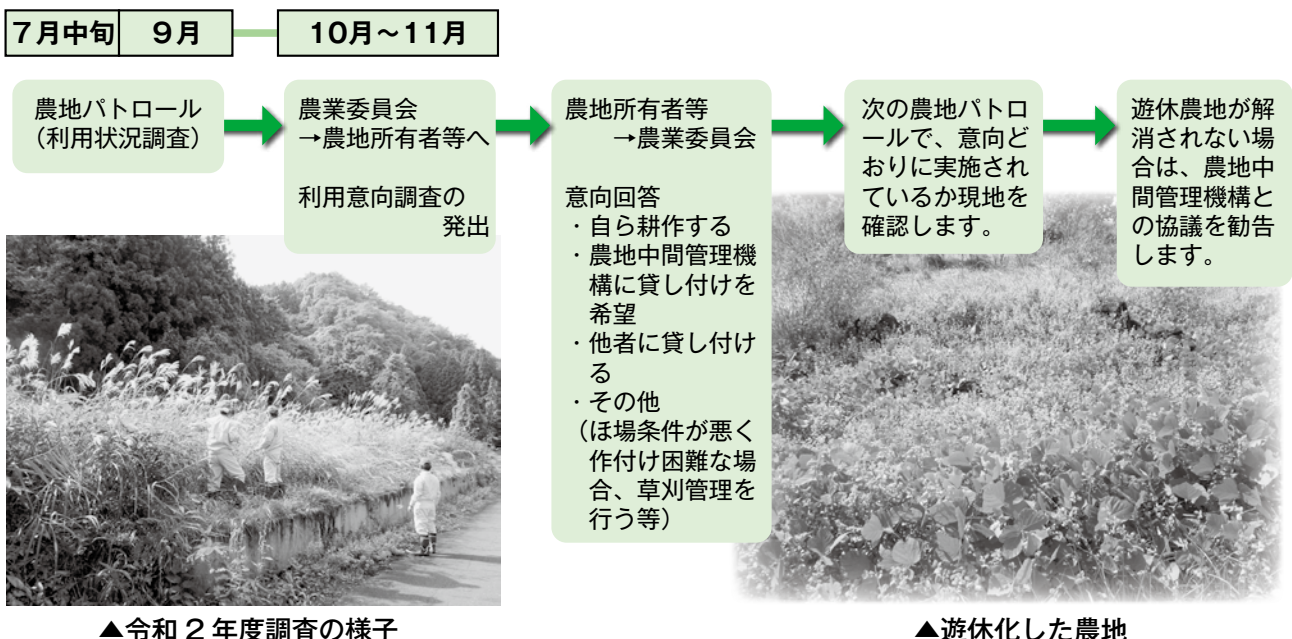 7月中旬 9月 10月～11月
農地パトロール
（利用状況調査）
農業委員会
→農地所有者等へ
利用意向調査の
発出
農地所有者等
→農業委員会
意向回答
・自ら耕作する
・農地中間管理機
構に貸し付けを
希望
・他者に貸し付け
る
・その他
（ほ場条件が悪く
作付け困難な場
合、草刈管理を
行う等）
次の農地パトロ
ールで、意向ど
おりに実施され
ているか現地を
確認します。
遊休農地が解
消されない場
合は、農地中
間管理機構と
の協議を勧告
します。
▲令和２年度調査の様子
▲遊休化した農地